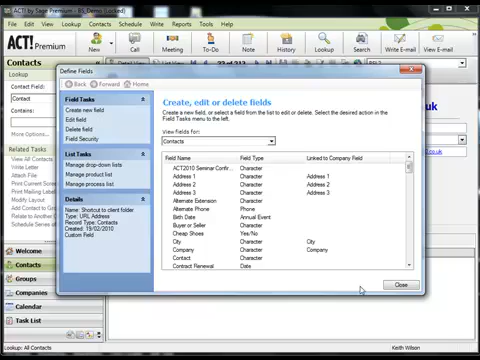 ACT! by Sage Premium - BS_Demo (Locked)
File Edit View Lookup Contacts Schedule Write Reports Tools Help
ACT! Premium
New Call Meeting To-Do Note History Lookup Search Write E-mail View E-mail
Contacts
Lookup
Contact Field:
Contact
Contains:
More Options...
Related Tasks
View All Contacts
Write Letter
Attach File
Print Current Screen
Print Mailing Labels
Modify Layout
Add Contact to Group
Relate to Another
Define Fields
Back Forward Home
Field Tasks
Create new field
Edit field
Delete field
Field Security
List Tasks
Manage drop-down lists
Manage product list
Manage process list
Details
Name: Shortcut to client folder
Type: URL Address
Record Type: Contacts
Created: 19/02/2010
Custom Field
Create, edit or delete fields
Create a new field, or select a field from the list to edit or delete. Select the desired action in the
Field Tasks menu to the left.
View fields for:
Contacts
Field Name Field Type Linked to Company Field
ACT2010 Seminar Confir... Character
Address 1 Character Address 1
Address 2 Character Address 2
Address 3 Character Address 3
Alternate Extension Character
Alternate Phone Phone
Birth Date Annual Event
Buyer or Seller Character
Cheap Shoes Yes/No
City Character City
Company Character Company
Contact Character
Contract Renewal Date
Close
Welcome
Contacts
Groups
Companies
Calendar
Task List
Lookup: All Contacts
Keith Wilson